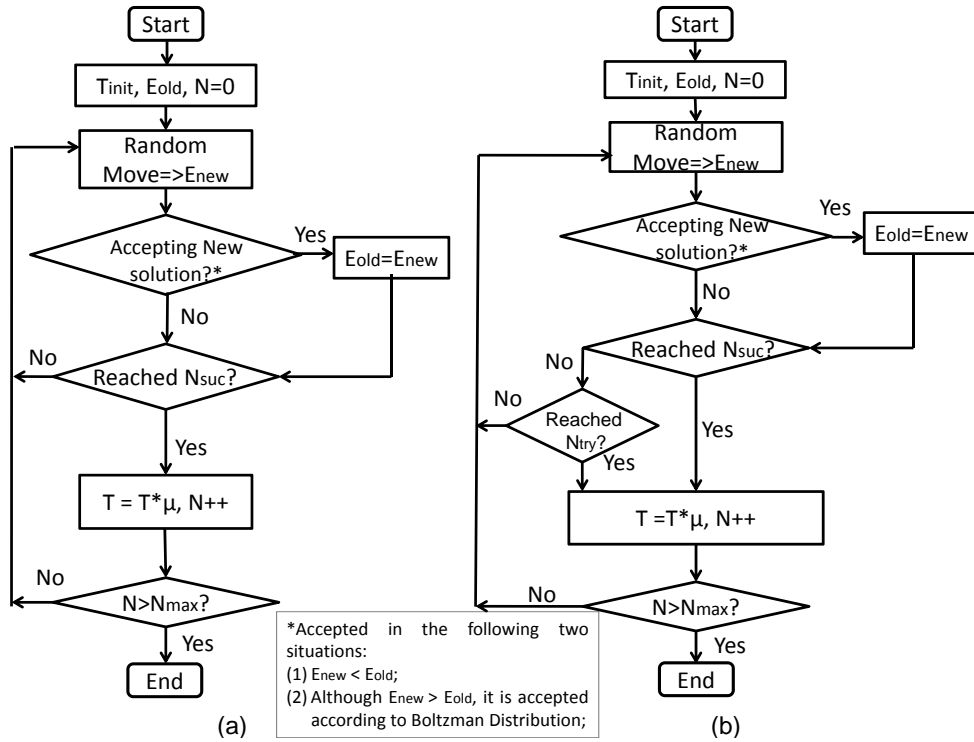 Start
Tinit, Eold, N=0
Random
Move=>Enew
Accepting New
solution?*
Yes
Eold=Enew
No
Reached Nsuc?
No
Yes
T = T*μ, N++
No
N>Nmax?
Yes
End
(a)
*Accepted in the following two
situations:
(1) Enew < Eold;
(2) Although Enew > Eold, it is accepted
according to Boltzman Distribution;
Start
Tinit, Eold, N=0
Random
Move=>Enew
Yes
Accepting New
solution?*
Eold=Enew
No
Reached Nsuc?
No
No
Reached
Ntry?
Yes
Yes
T =T*μ, N++
No
N>Nmax?
Yes
End
(b)